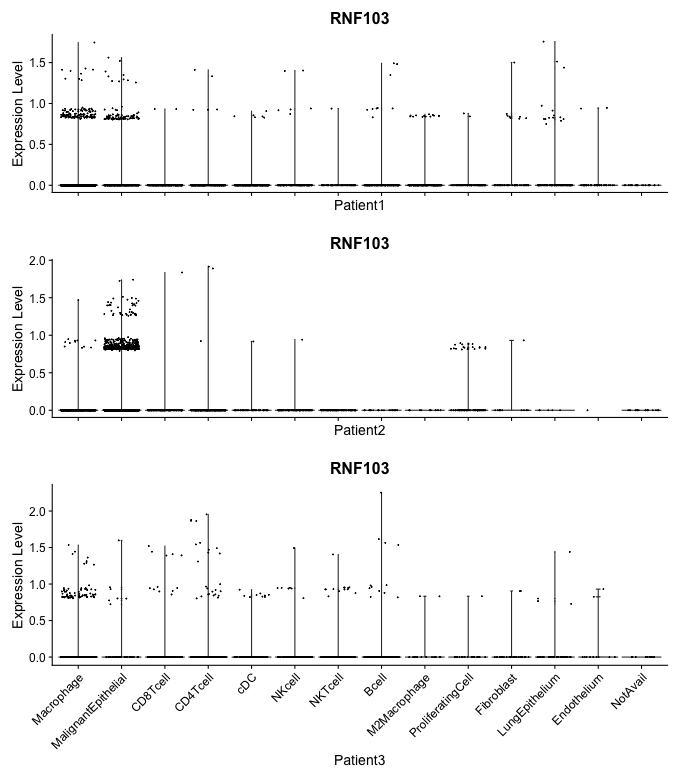 RNF103
Expression Level
1.5
1.0
0.5
0.0
Patient1
RNF103
Expression Level
2.0
1.5
1.0
0.5
0.0
Patient2
RNF103
Expression Level
2.0
1.5
1.0
0.5
0.0
Macrophage
MalignantEpithelial
CD8Tcell
CD4Tcell
cDC
NKcell
NKTcell
Bcell
M2Macrophage
ProliferatingCell
Fibroblast
LungEpithelium
Endothelium
NotAvail
Patient3